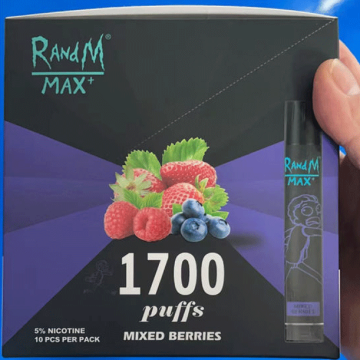 RANDM®
MAX+
RANDM
MAX+
1700
puffs
5% NICOTINE
10 PCS PER PACK
MIXED BERRIES